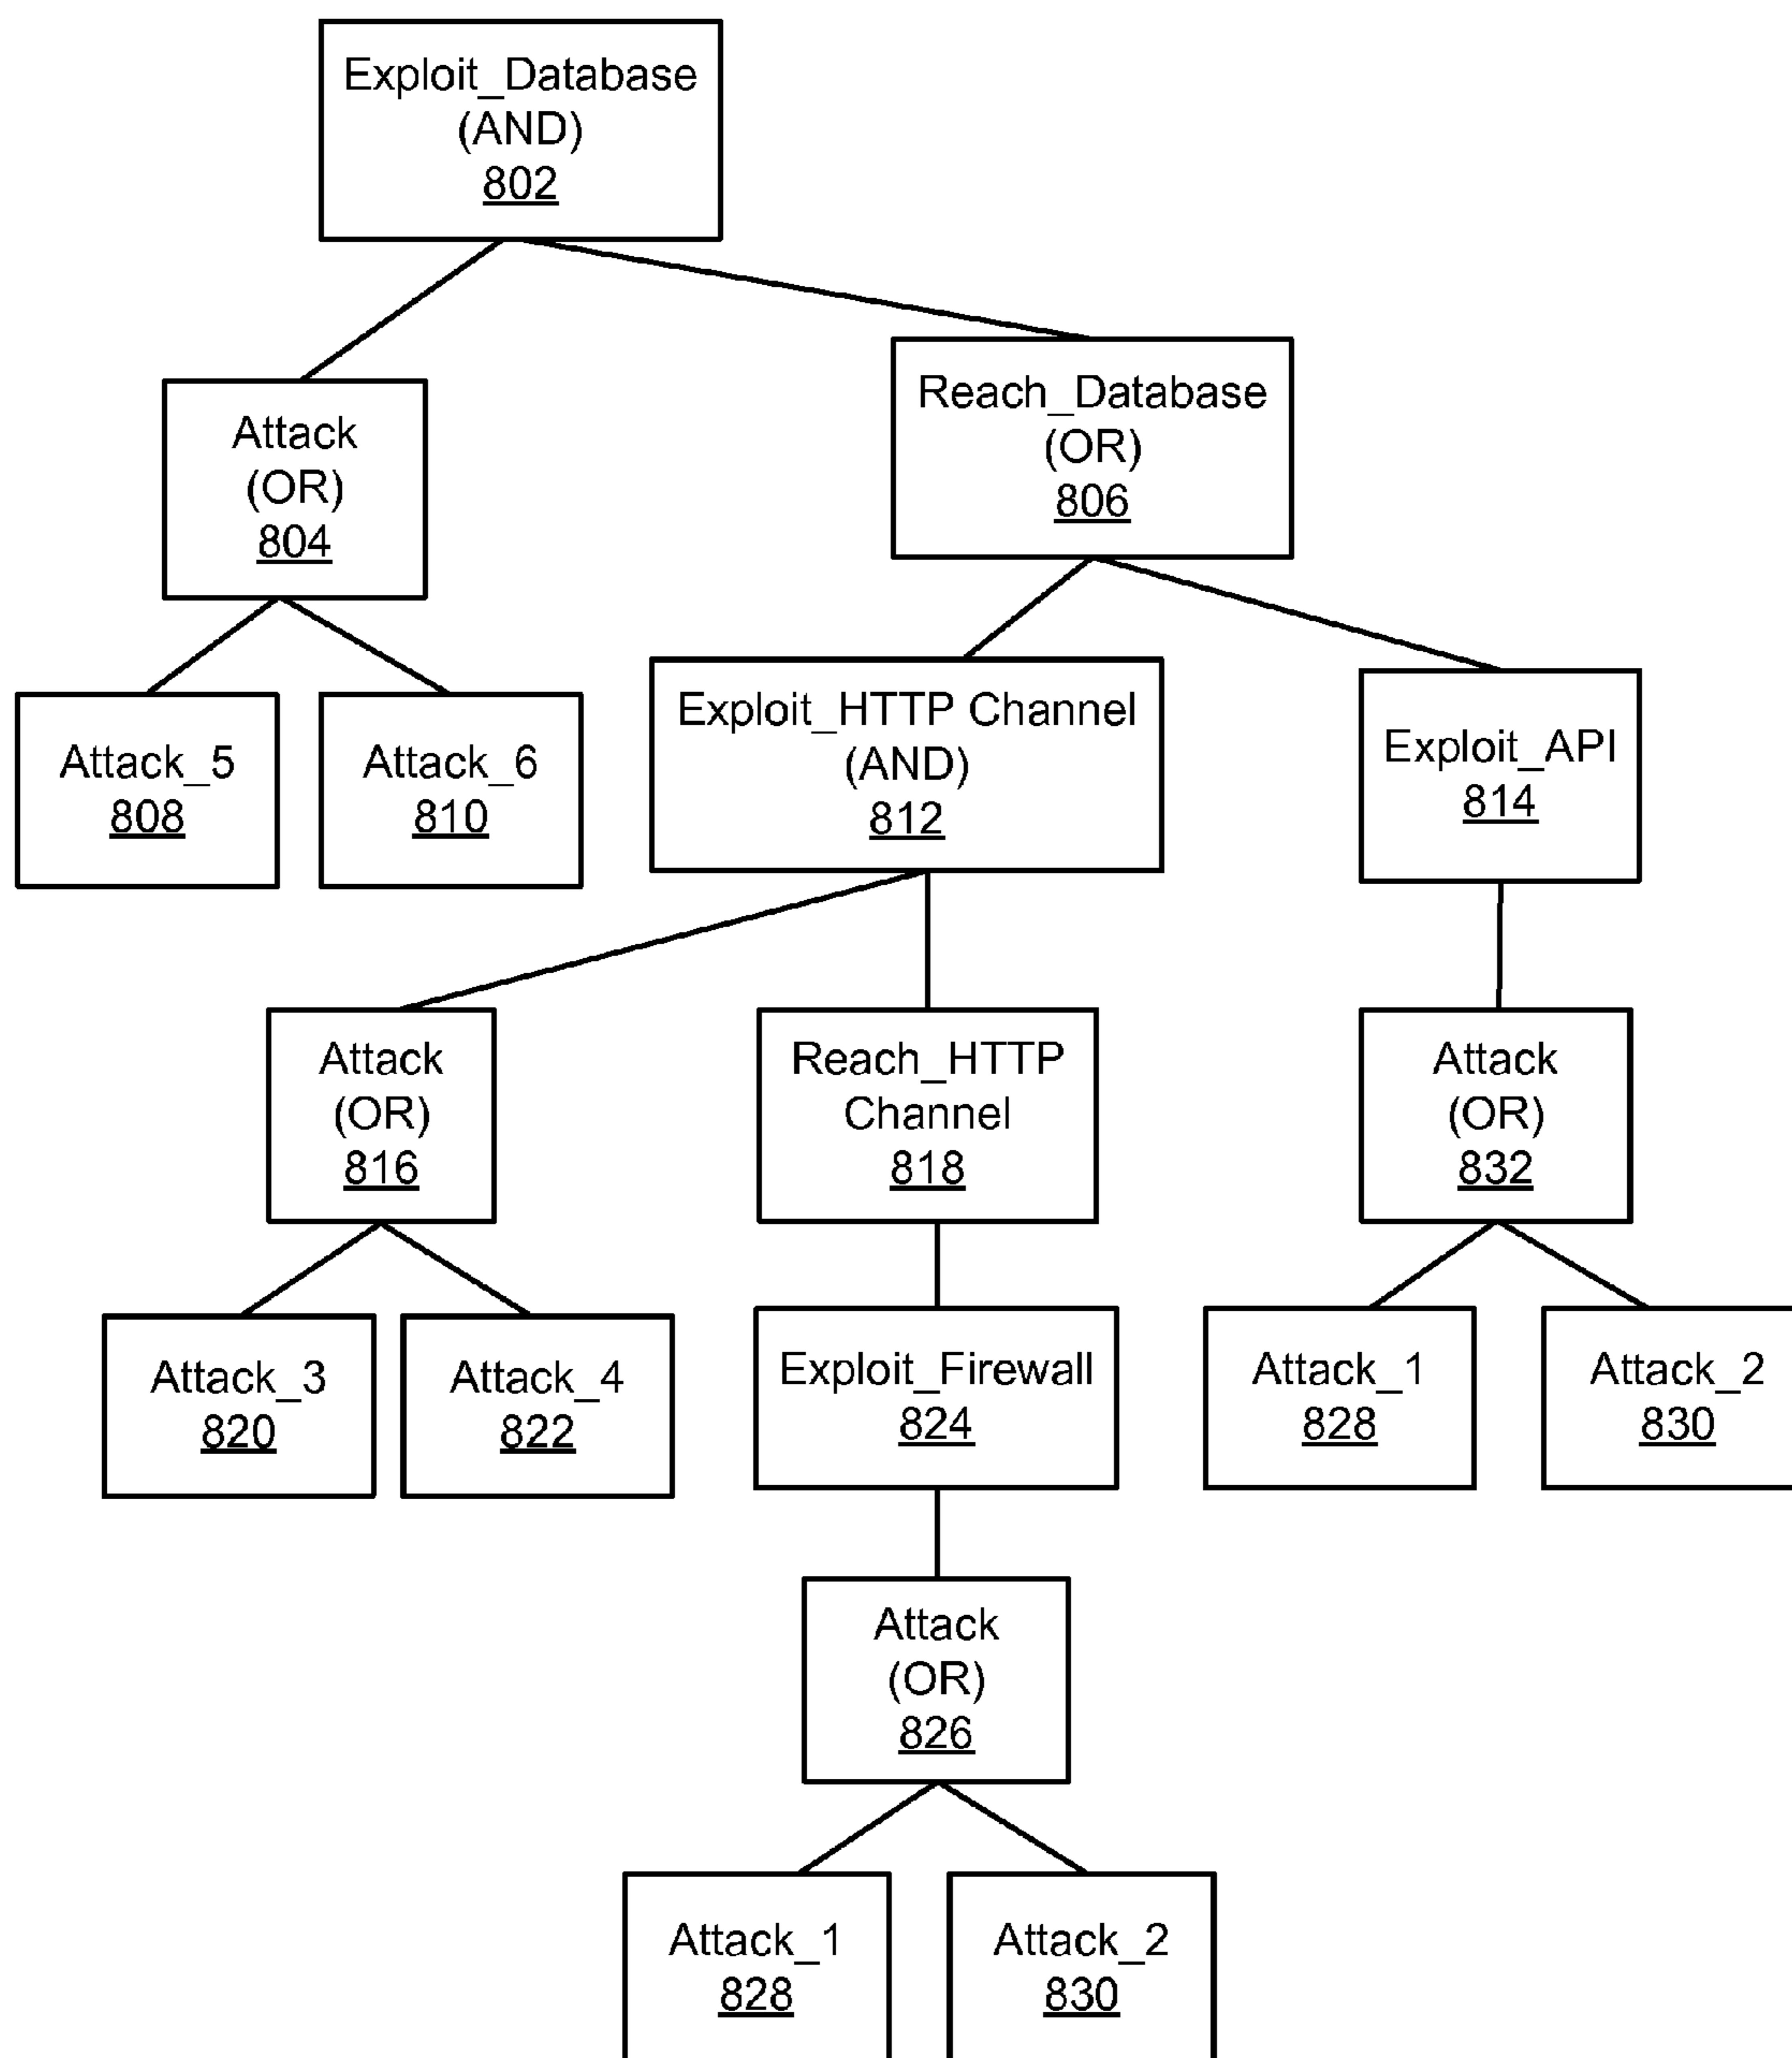 Exploit_Database
(AND)
802
Attack
(OR)
804
Reach_Database
(OR)
806
Attack_5
808
Attack_6
810
Exploit_HTTP Channel
(AND)
812
Exploit_API
814
Attack
(OR)
816
Reach_HTTP
Channel
818
Attack
(OR)
832
Attack_3
820
Attack_4
822
Exploit_Firewall
824
Attack_1
828
Attack_2
830
Attack
(OR)
826
Attack_1
828
Attack_2
830